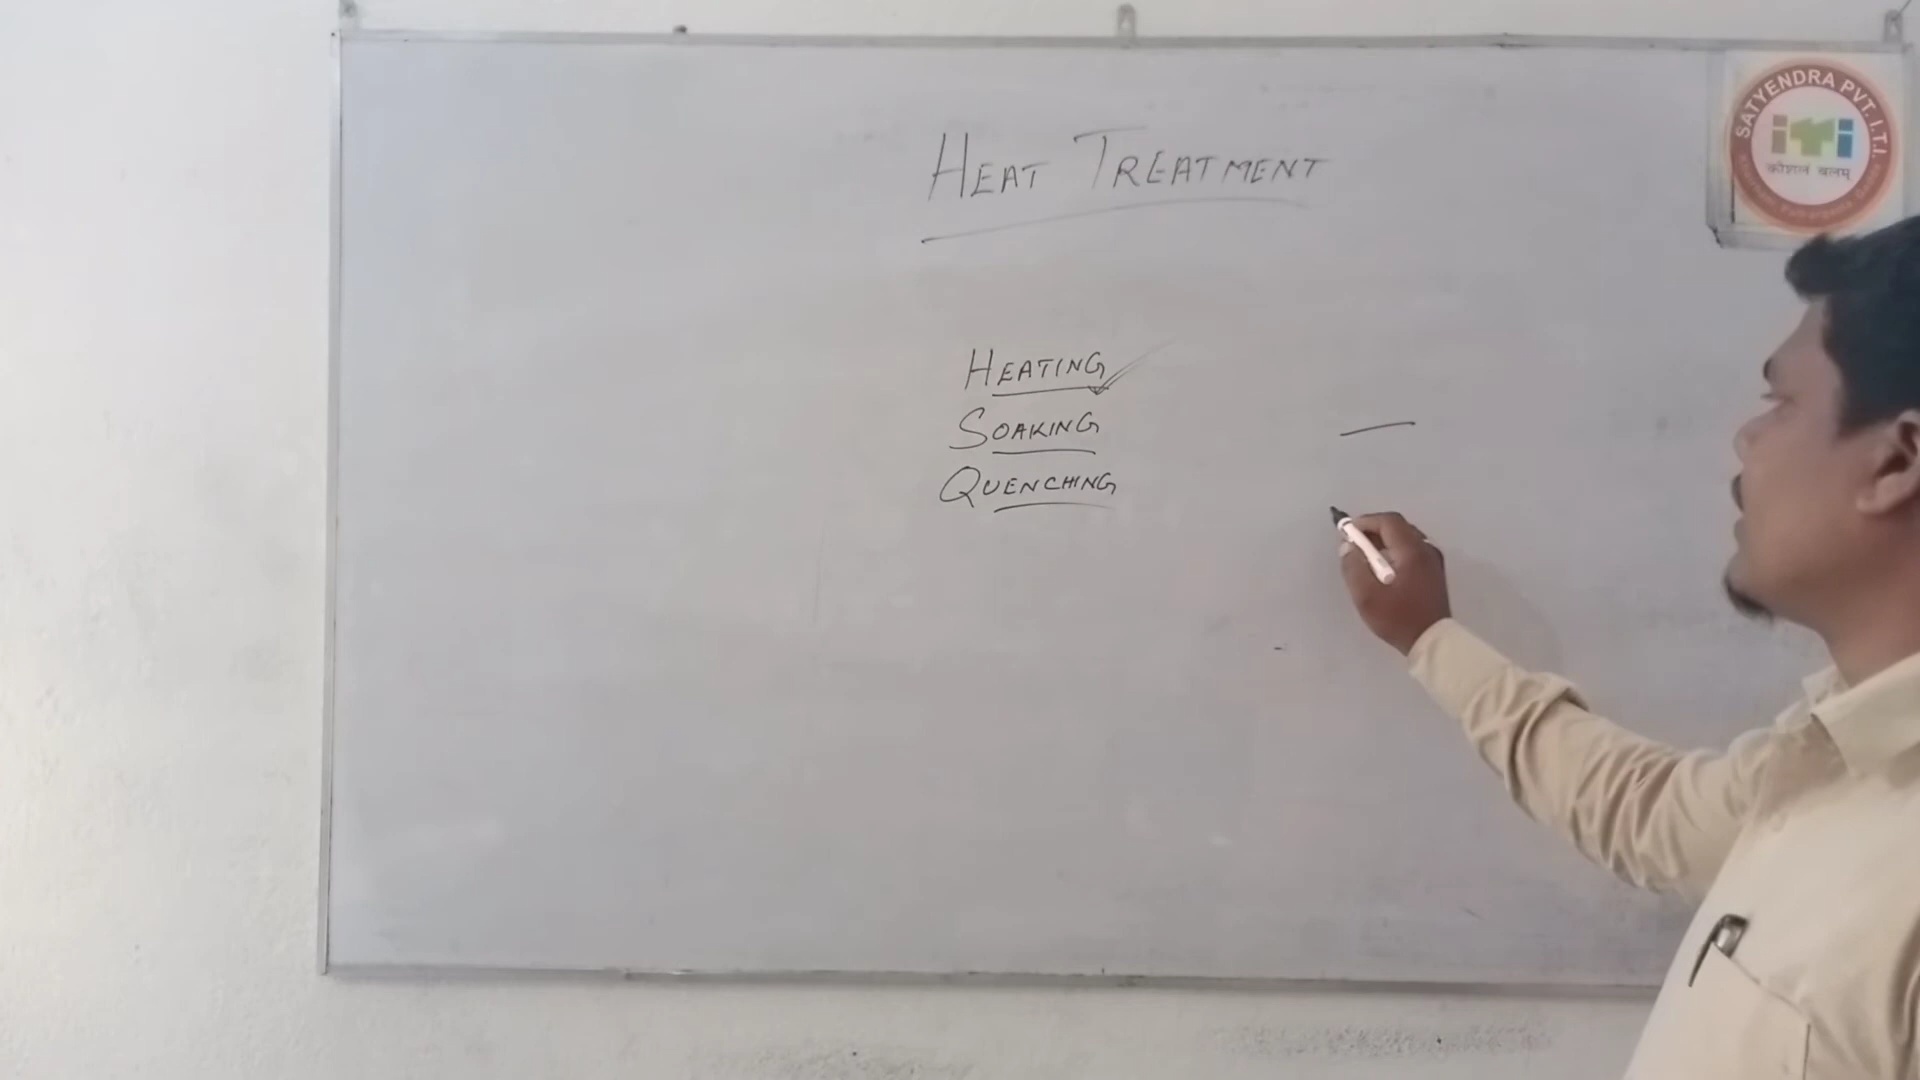 HEAT TREATMENT
SATYENDRA PVT. I.T.I.
iTi
कौशलं बलम्
HEATING
SOAKING
QUENCHING